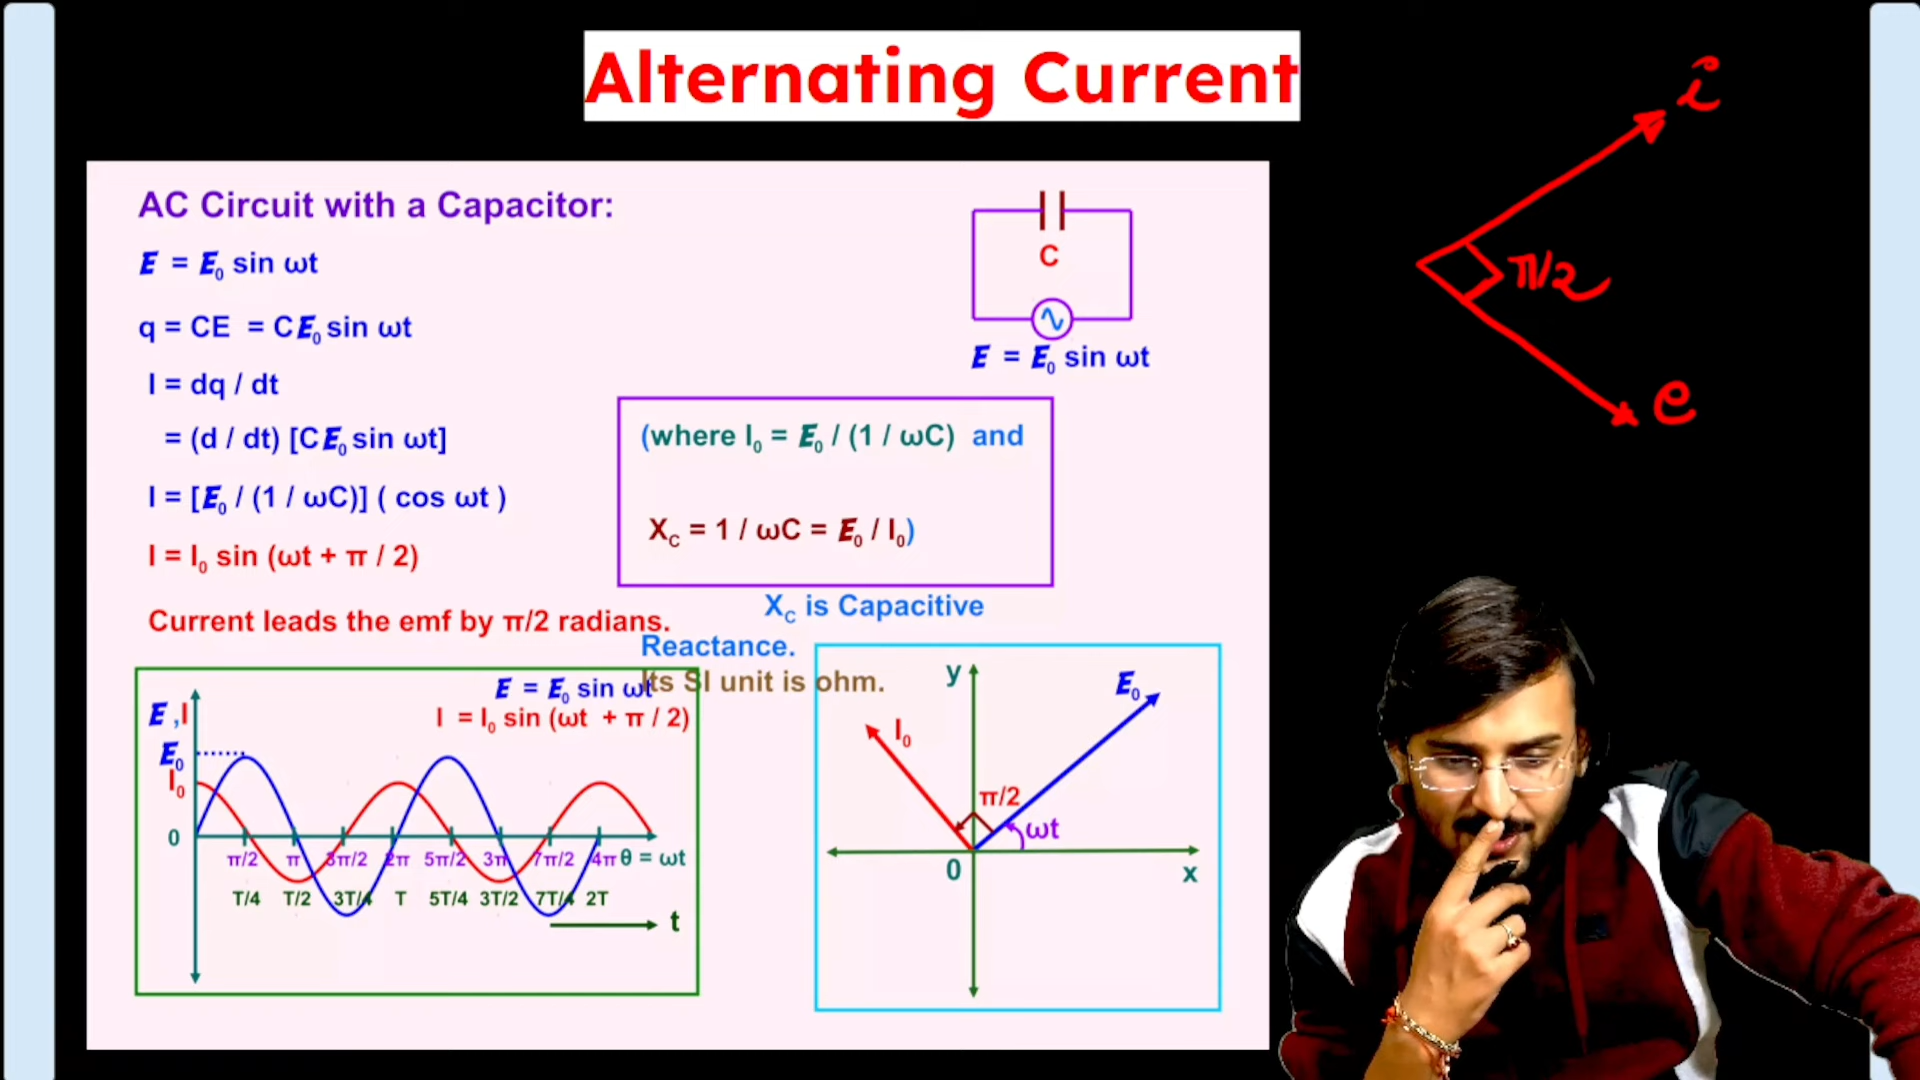 Alternating Current
AC Circuit with a Capacitor:
E = E₀ sin ωt
q = CE = CE₀ sin ωt
I = dq / dt
= (d / dt) [CE₀ sin ωt]
I = [E₀ / (1 / ωC)] ( cos ωt )
I = I₀ sin (ωt + π / 2)
Current leads the emf by π/2 radians.
C
E = E₀ sin ωt
(where I₀ = E₀ / (1 / ωC) and
X_C = 1 / ωC = E₀ / I₀)
X_C is Capacitive
Reactance.
Its SI unit is ohm.
E = E₀ sin ωt
I = I₀ sin (ωt + π / 2)
E ,I
E₀
I₀
0
π/2 π 3π/2 2π 5π/2 3π 7π/2 4π θ = ωt
T/4 T/2 3T/4 T 5T/4 3T/2 7T/4 2T
t
y
E₀
I₀
π/2
ωt
0
x
i
π/2
e